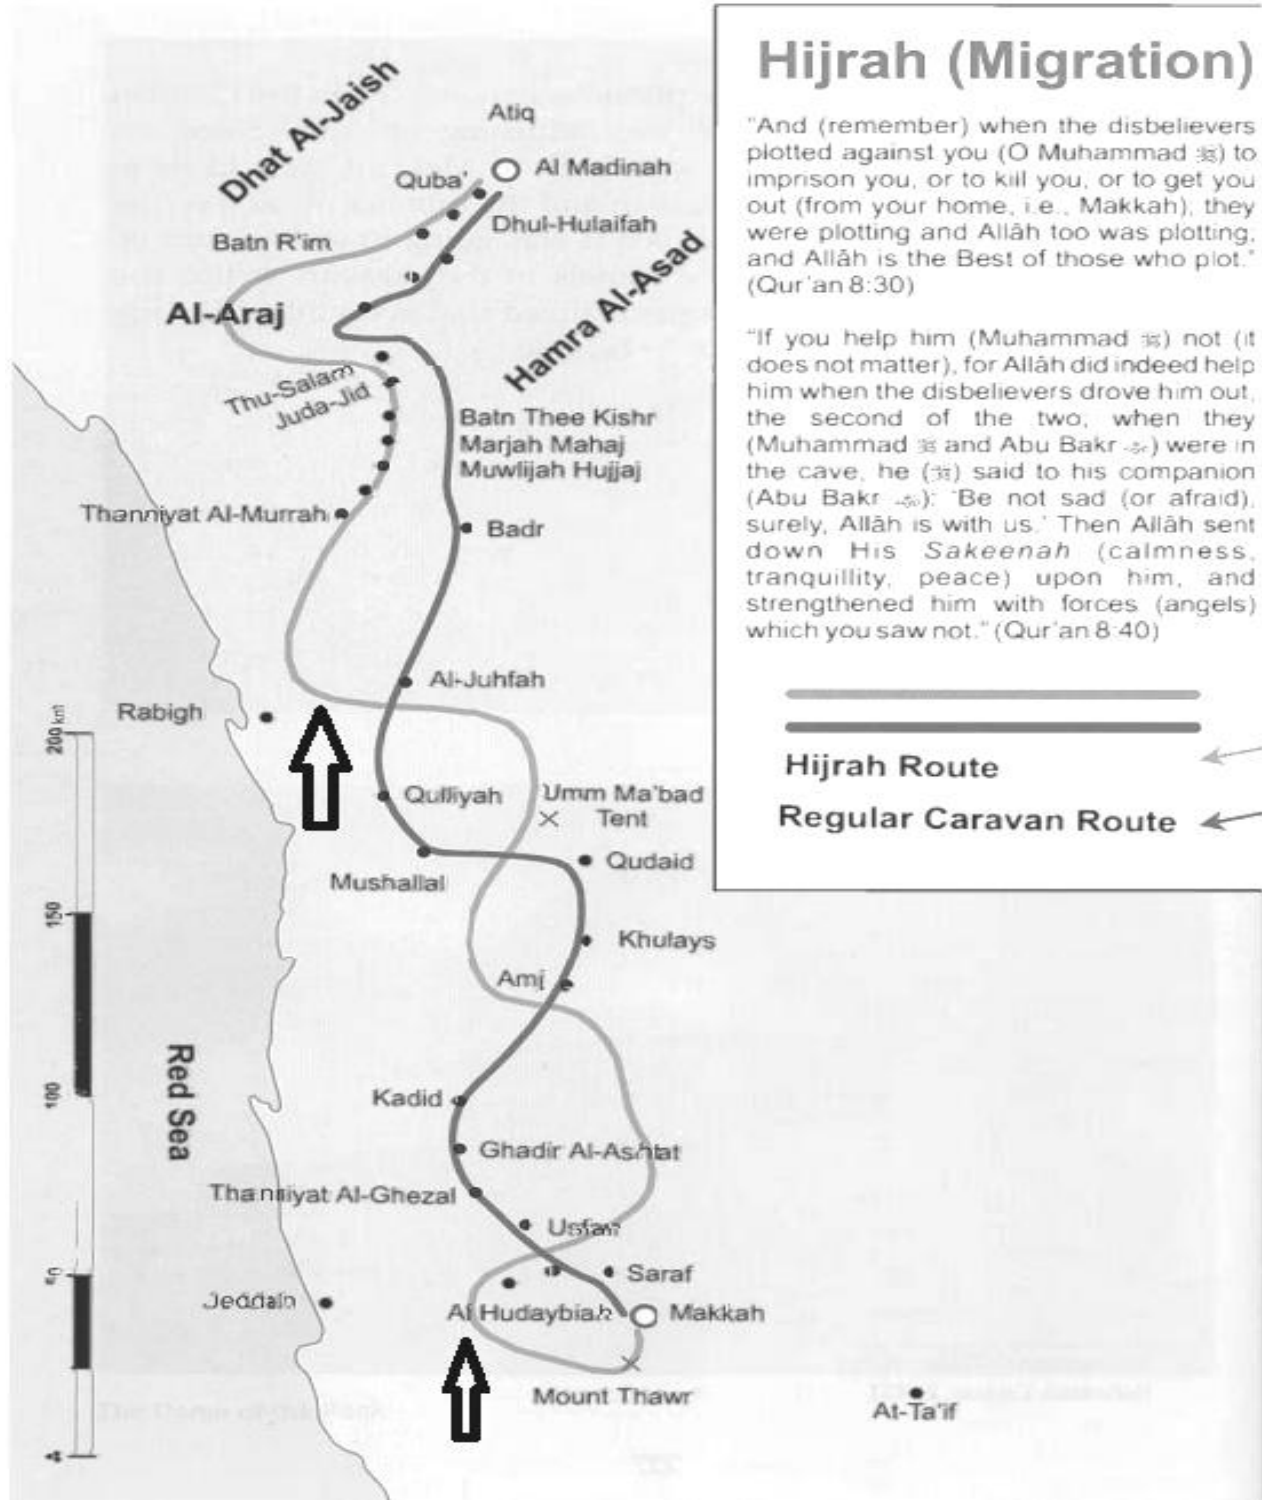 Hijrah (Migration)
"And (remember) when the disbelievers
plotted against you (O Muhammad ﷺ) to
imprison you, or to kill you, or to get you
out (from your home, i.e., Makkah); they
were plotting and Allâh too was plotting;
and Allâh is the Best of those who plot."
(Qur'an 8:30)
"If you help him (Muhammad ﷺ) not (it
does not matter), for Allâh did indeed help
him when the disbelievers drove him out,
the second of the two; when they
(Muhammad ﷺ and Abu Bakr) were in
the cave, he (ﷺ) said to his companion
(Abu Bakr): 'Be not sad (or afraid),
surely, Allâh is with us.' Then Allâh sent
down His Sakeenah (calmness,
tranquillity, peace) upon him, and
strengthened him with forces (angels)
which you saw not." (Qur'an 8:40)
Hijrah Route
Regular Caravan Route
Dhat Al-Jaish
Atiq
Al Madinah
Quba'
Dhul-Hulaifah
Batn R'im
Al-Araj
Hamra Al-Asad
Thu-Salam
Juda-Jid
Batn Thee Kishr
Marjah Mahaj
Muwlijah Hujjaj
Thanniyat Al-Murrah
Badr
Al-Juhfah
Rabigh
200 km
Qulliyah
Umm Ma'bad
Tent
Mushallal
Qudaid
150
Khulays
Amj
Red Sea
100
Kadid
Ghadir Al-Ashtat
Thanniyat Al-Ghezal
Usfan
50
Saraf
Jeddah
Al Hudaybiah
Makkah
Mount Thawr
At-Ta'if